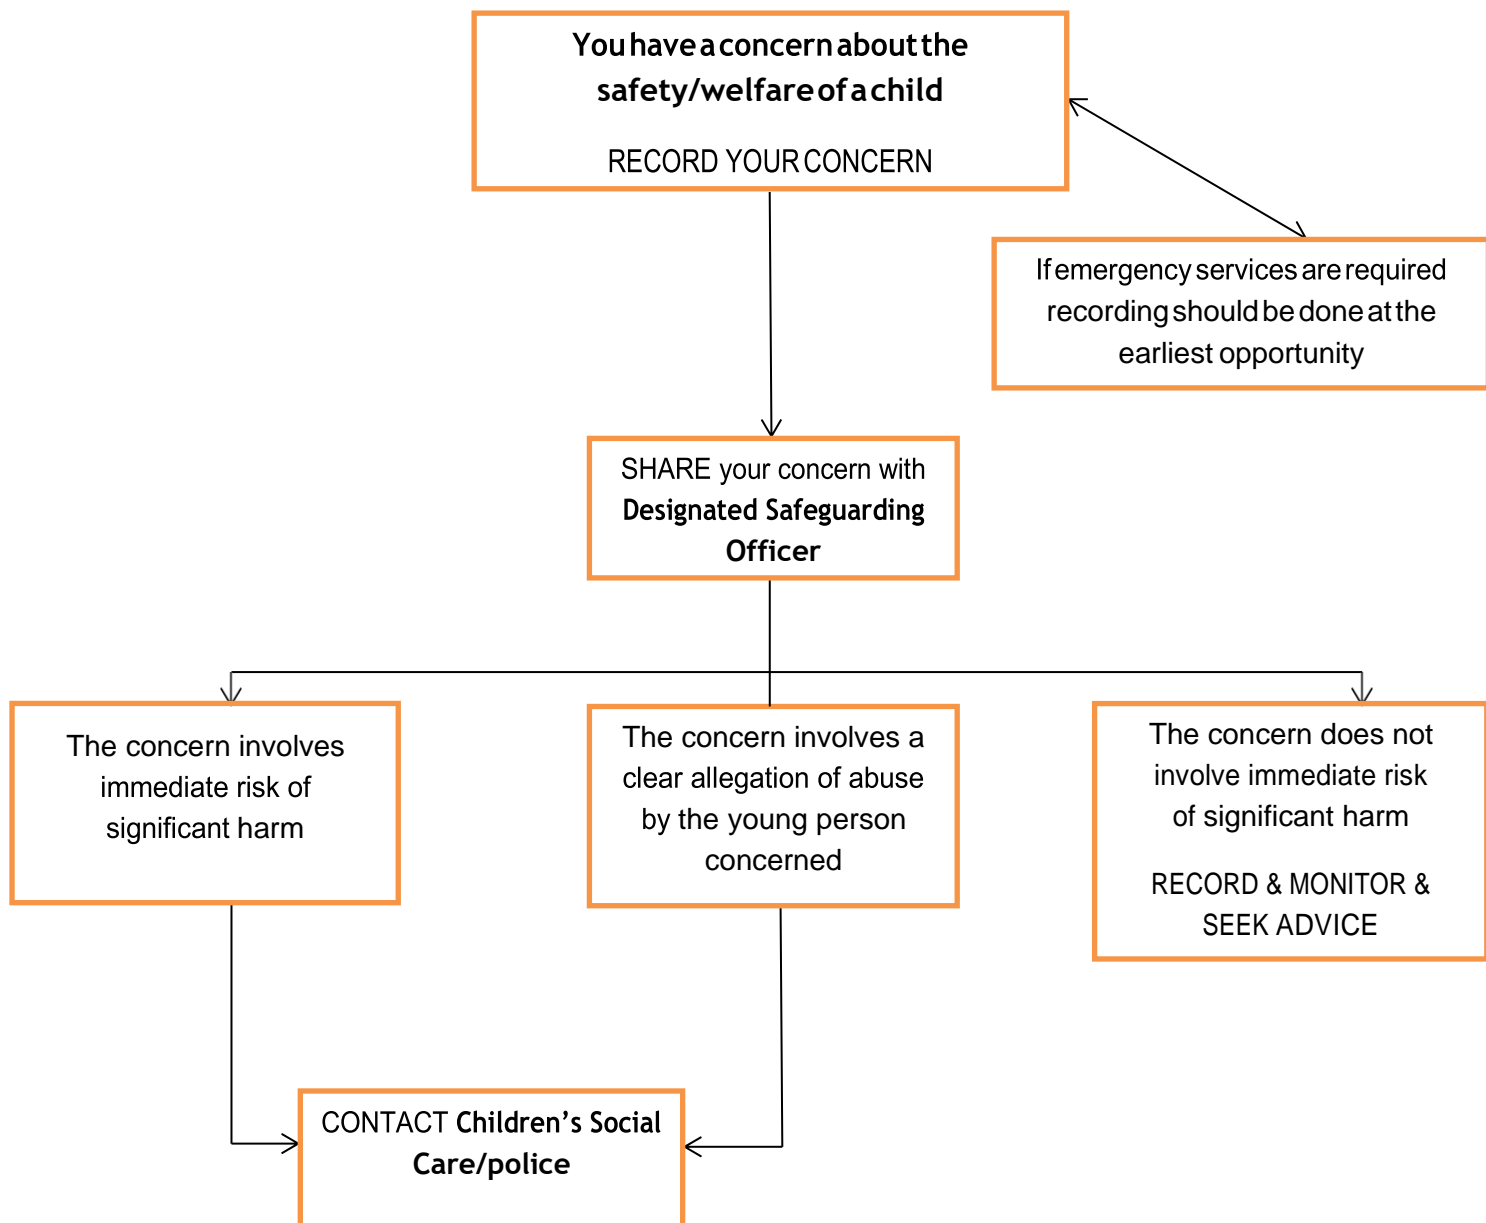 You have a concern about the
safety/welfare of a child
RECORD YOUR CONCERN
If emergency services are required
recording should be done at the
earliest opportunity
SHARE your concern with
Designated Safeguarding
Officer
The concern involves
immediate risk of
significant harm
The concern involves a
clear allegation of abuse
by the young person
concerned
The concern does not
involve immediate risk
of significant harm
RECORD & MONITOR &
SEEK ADVICE
CONTACT Children’s Social
Care/police